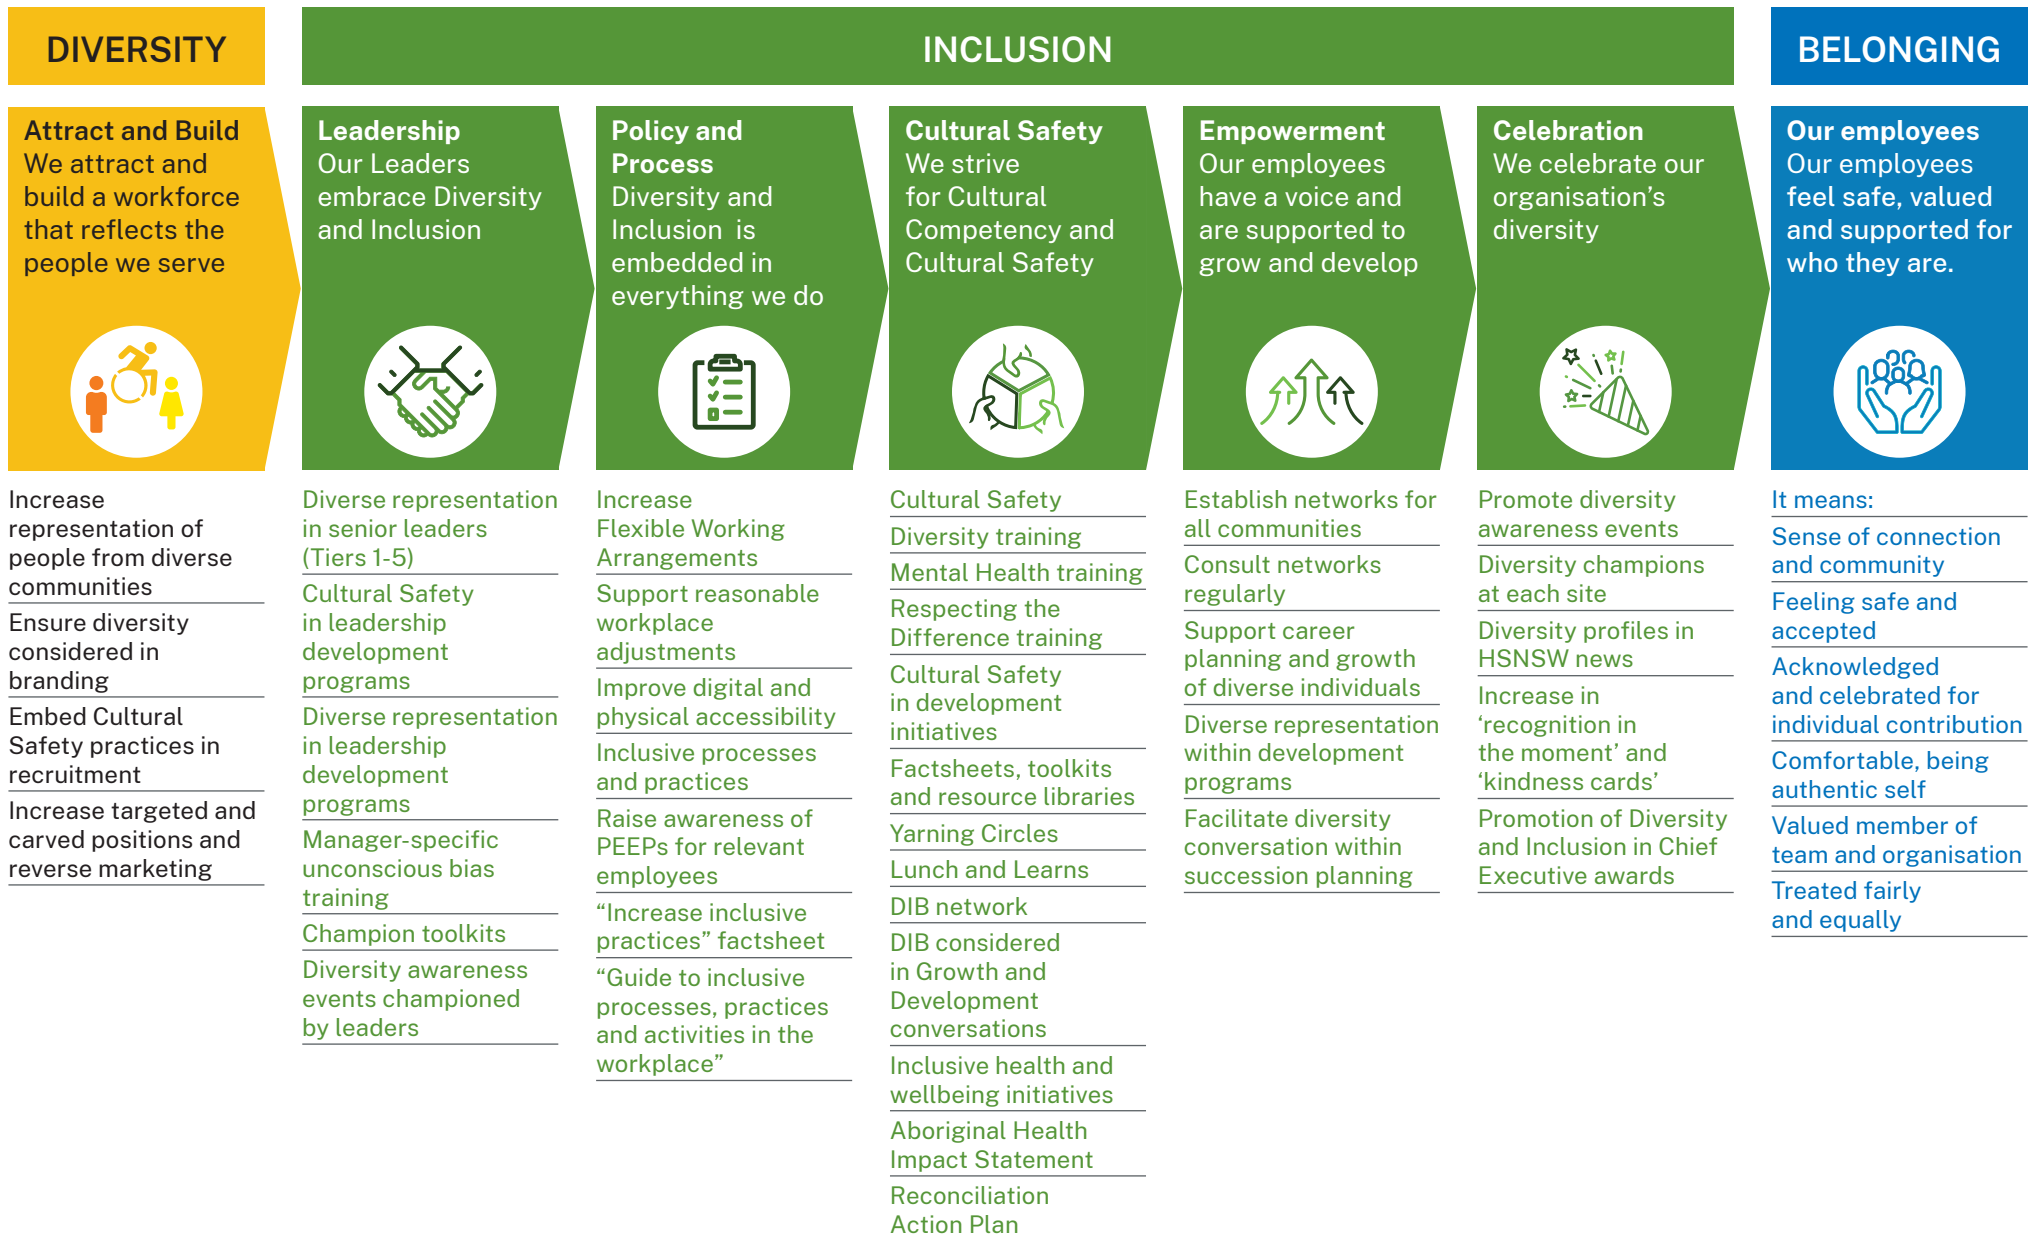 DIVERSITY
INCLUSION
BELONGING
Attract and Build
We attract and
build a workforce
that reflects the
people we serve
Leadership
Our Leaders
embrace Diversity
and Inclusion
Policy and
Process
Diversity and
Inclusion is
embedded in
everything we do
Cultural Safety
We strive
for Cultural
Competency and
Cultural Safety
Empowerment
Our employees
have a voice and
are supported to
grow and develop
Celebration
We celebrate our
organisation’s
diversity
Our employees
Our employees
feel safe, valued
and supported for
who they are.
Increase
representation of
people from diverse
communities
Ensure diversity
considered in
branding
Embed Cultural
Safety practices in
recruitment
Increase targeted and
carved positions and
reverse marketing
Diverse representation
in senior leaders
(Tiers 1-5)
Cultural Safety
in leadership
development
programs
Diverse representation
in leadership
development
programs
Manager-specific
unconscious bias
training
Champion toolkits
Diversity awareness
events championed
by leaders
Increase
Flexible Working
Arrangements
Support reasonable
workplace
adjustments
Improve digital and
physical accessibility
Inclusive processes
and practices
Raise awareness of
PEEPs for relevant
employees
“Increase inclusive
practices” factsheet
“Guide to inclusive
processes, practices
and activities in the
workplace”
Cultural Safety
Diversity training
Mental Health training
Respecting the
Difference training
Cultural Safety
in development
initiatives
Factsheets, toolkits
and resource libraries
Yarning Circles
Lunch and Learns
DIB network
DIB considered
in Growth and
Development
conversations
Inclusive health and
wellbeing initiatives
Aboriginal Health
Impact Statement
Reconciliation
Action Plan
Establish networks for
all communities
Consult networks
regularly
Support career
planning and growth
of diverse individuals
Diverse representation
within development
programs
Facilitate diversity
conversation within
succession planning
Promote diversity
awareness events
Diversity champions
at each site
Diversity profiles in
HSNSW news
Increase in
‘recognition in
the moment’ and
‘kindness cards’
Promotion of Diversity
and Inclusion in Chief
Executive awards
It means:
Sense of connection
and community
Feeling safe and
accepted
Acknowledged
and celebrated for
individual contribution
Comfortable, being
authentic self
Valued member of
team and organisation
Treated fairly
and equally